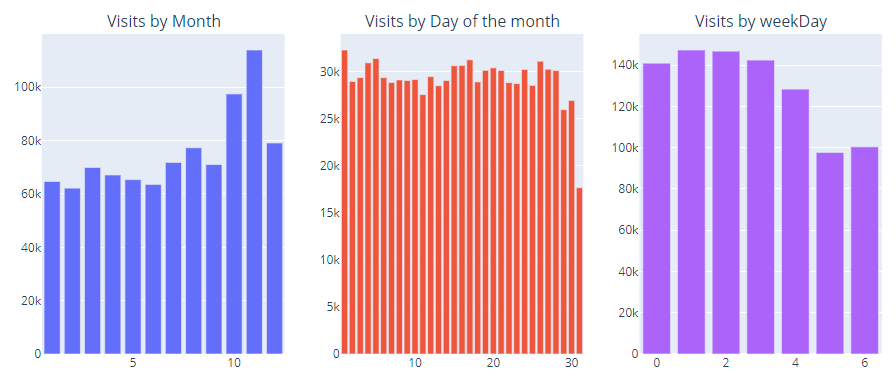 Visits by Month
Visits by Day of the month
Visits by weekDay
100k
80k
60k
40k
20k
0
5
10
30k
25k
20k
15k
10k
5k
0
10
20
30
140k
120k
100k
80k
60k
40k
20k
0
0
2
4
6